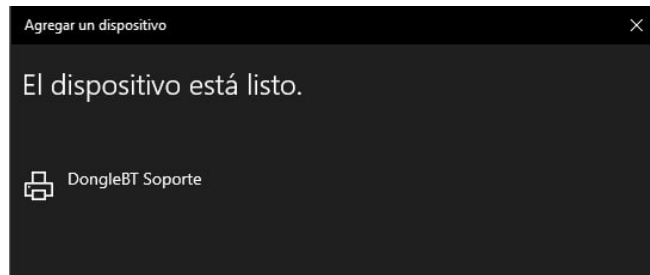 Agregar un dispositivo
El dispositivo está listo.
DongleBT Soporte